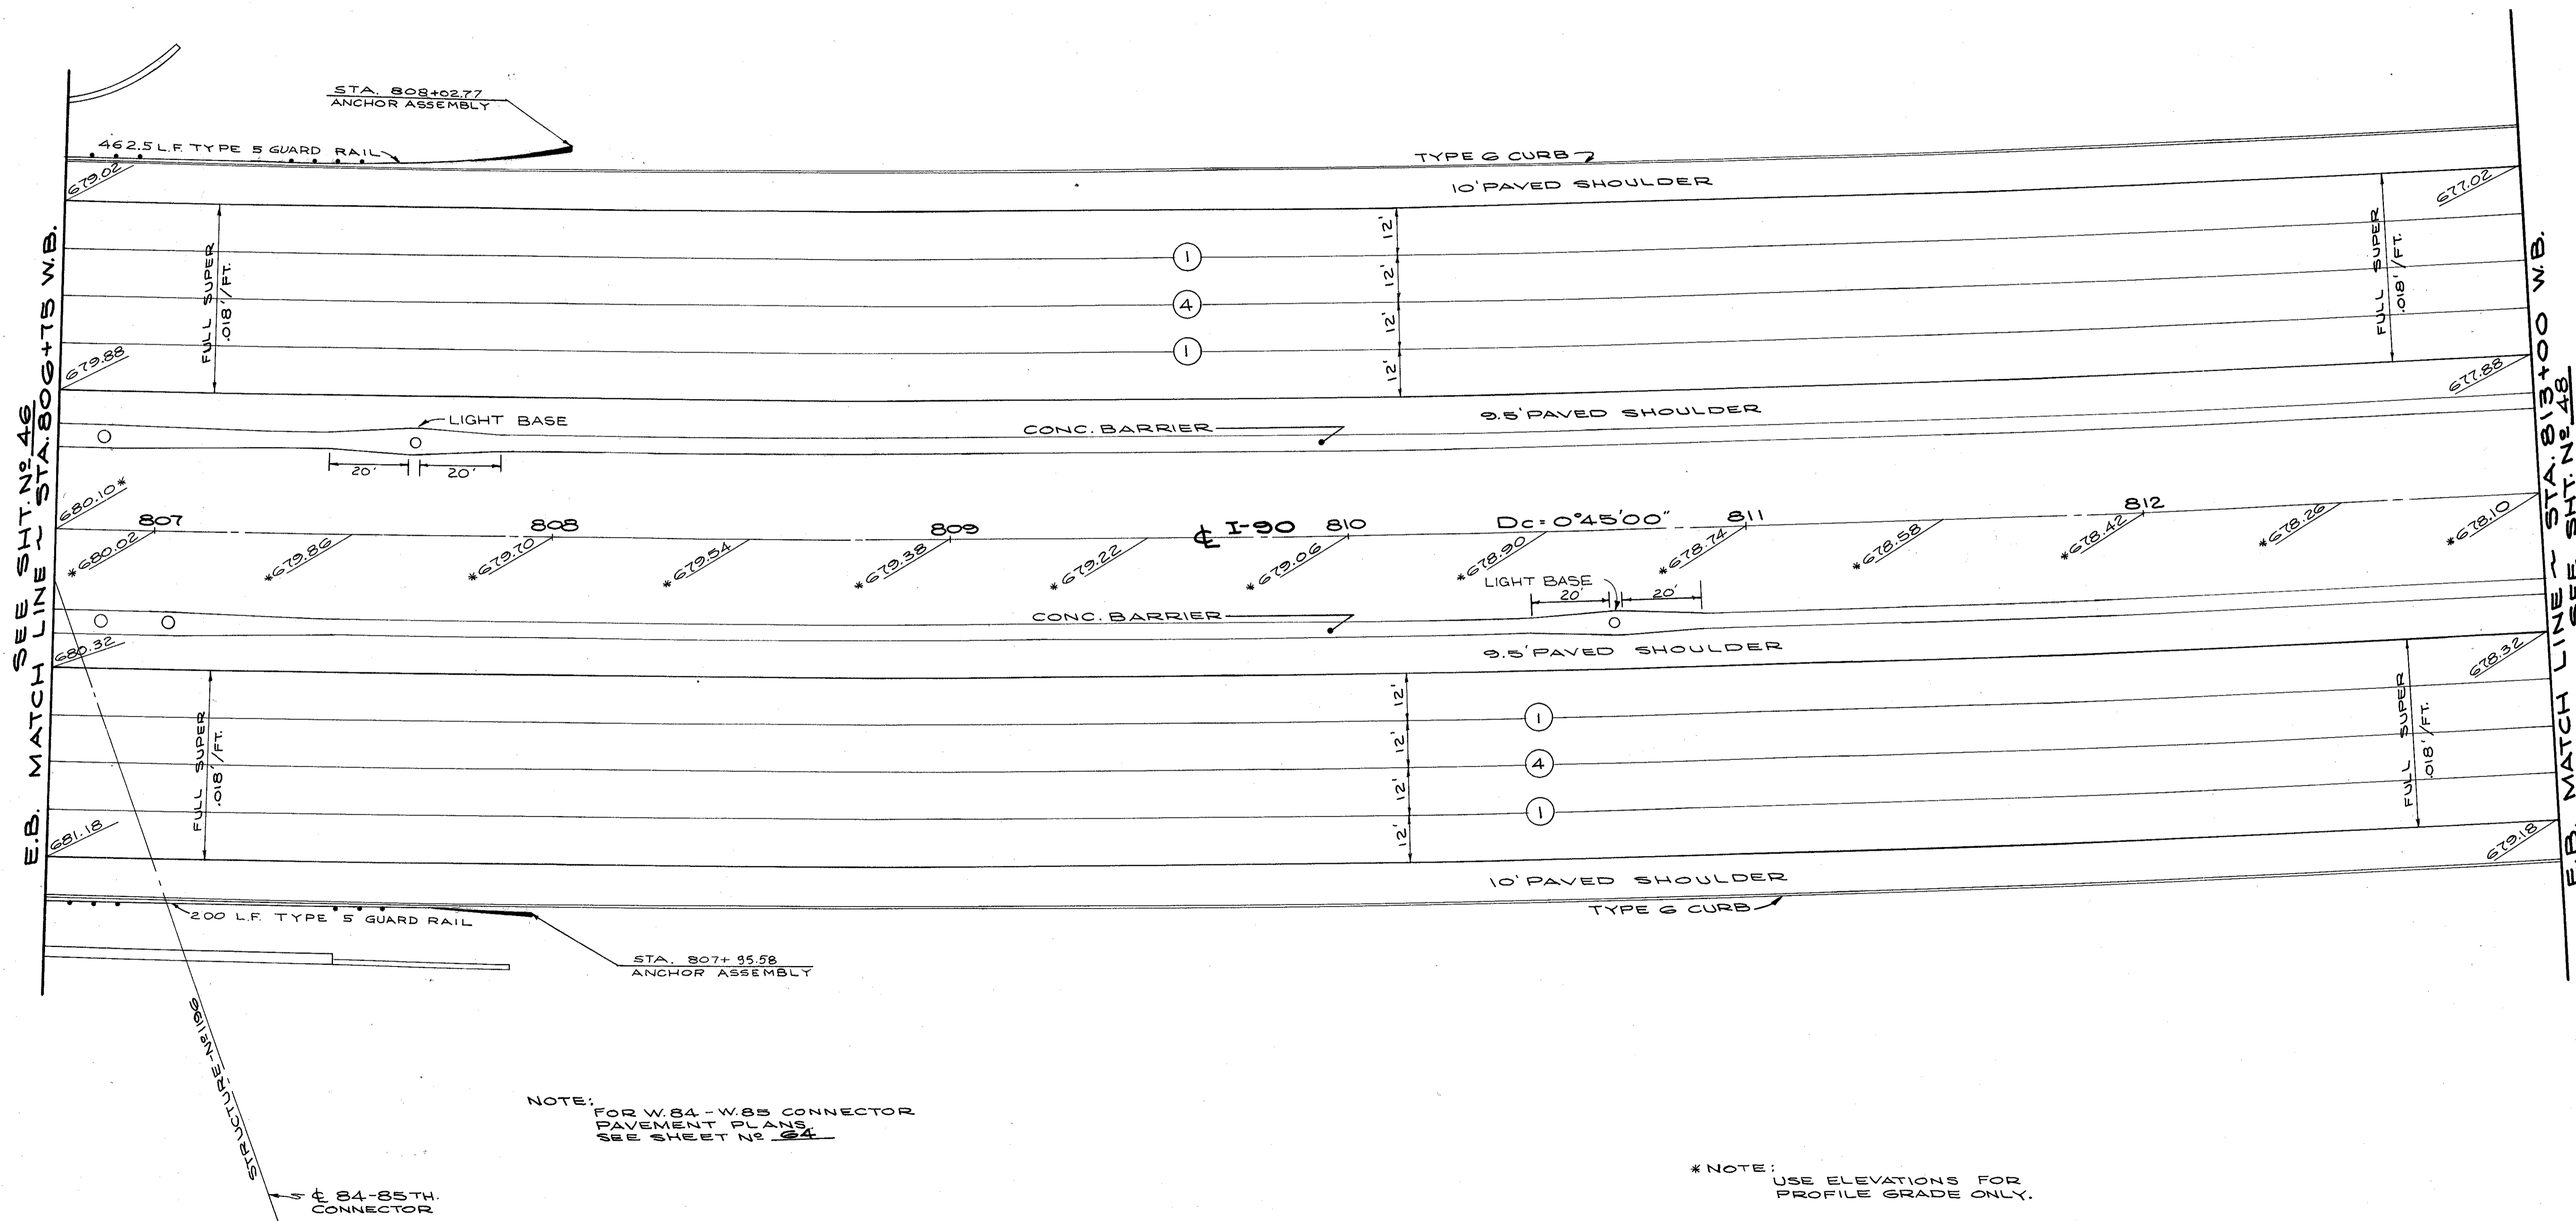 STA. 808+02.77
ANCHOR ASSEMBLY
462.5 L.F. TYPE 5 GUARD RAIL
TYPE G CURB
10' PAVED SHOULDER
679.02
677.02
FULL SUPER
.018'/FT.
12'
12'
12'
12'
1
4
1
FULL SUPER
.018'/FT.
679.88
677.88
9.5' PAVED SHOULDER
LIGHT BASE
CONC. BARRIER
20'
20'
SEE SHT. Nº 46
E.B. MATCH LINE ~ STA. 806+75 W.B.
E.B. MATCH LINE ~ STA. 813+00 W.B.
SEE SHT. Nº 48
680.10*
807
808
809
℄ I-90
810
Dc=0°45'00"
811
812
*680.02
*679.86
*679.70
*679.54
*679.38
*679.22
*679.06
*678.90
*678.74
*678.58
*678.42
*678.26
*678.10
LIGHT BASE
20'
20'
CONC. BARRIER
9.5' PAVED SHOULDER
680.32
678.32
FULL SUPER
.018'/FT.
12'
12'
12'
12'
1
4
1
FULL SUPER
.018'/FT.
681.18
679.18
10' PAVED SHOULDER
TYPE G CURB
200 L.F. TYPE 5 GUARD RAIL
STA. 807+95.58
ANCHOR ASSEMBLY
STRUCTURE-Nº1196
℄ 84-85TH.
CONNECTOR
NOTE:
FOR W.84-W.85 CONNECTOR
PAVEMENT PLANS,
SEE SHEET Nº 64
*NOTE:
USE ELEVATIONS FOR
PROFILE GRADE ONLY.